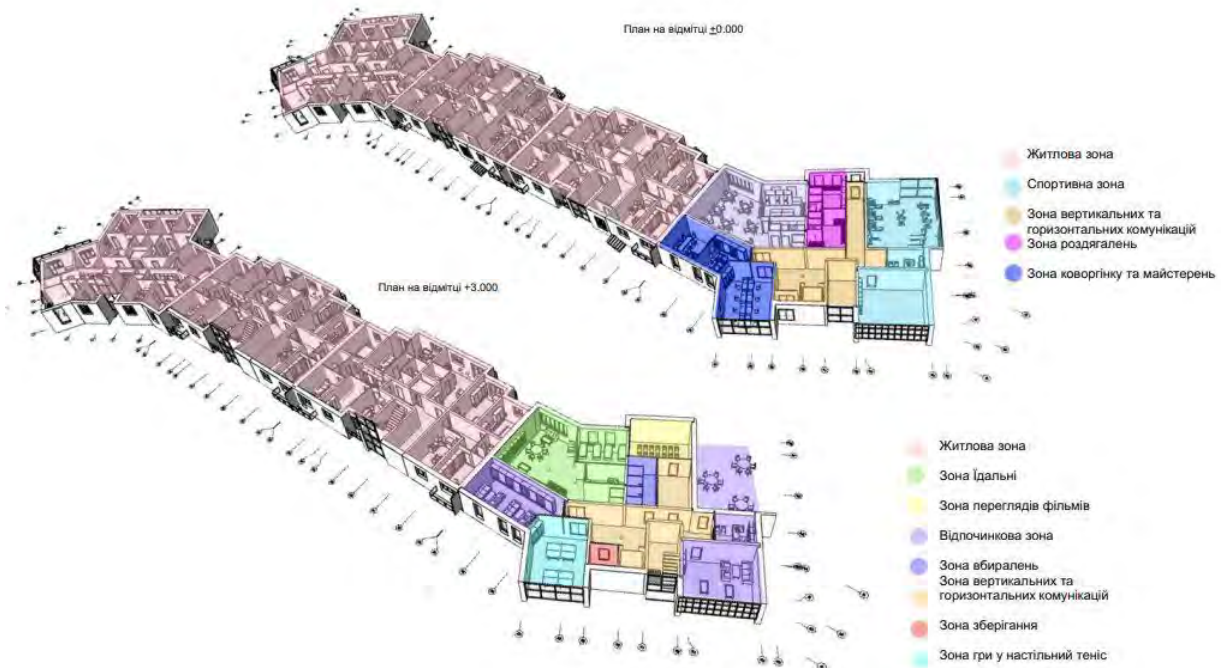 План на відмітці ±0.000
Житлова зона
Спортивна зона
Зона вертикальних та
горизонтальних комунікацій
Зона роздягалень
Зона коворгінку та майстерень
План на відмітці +3.000
Житлова зона
Зона Їдальні
Зона переглядів фільмів
Відпочинкова зона
Зона вбиралень
Зона вертикальних та
горизонтальних комунікацій
Зона зберігання
Зона гри у настільний теніс